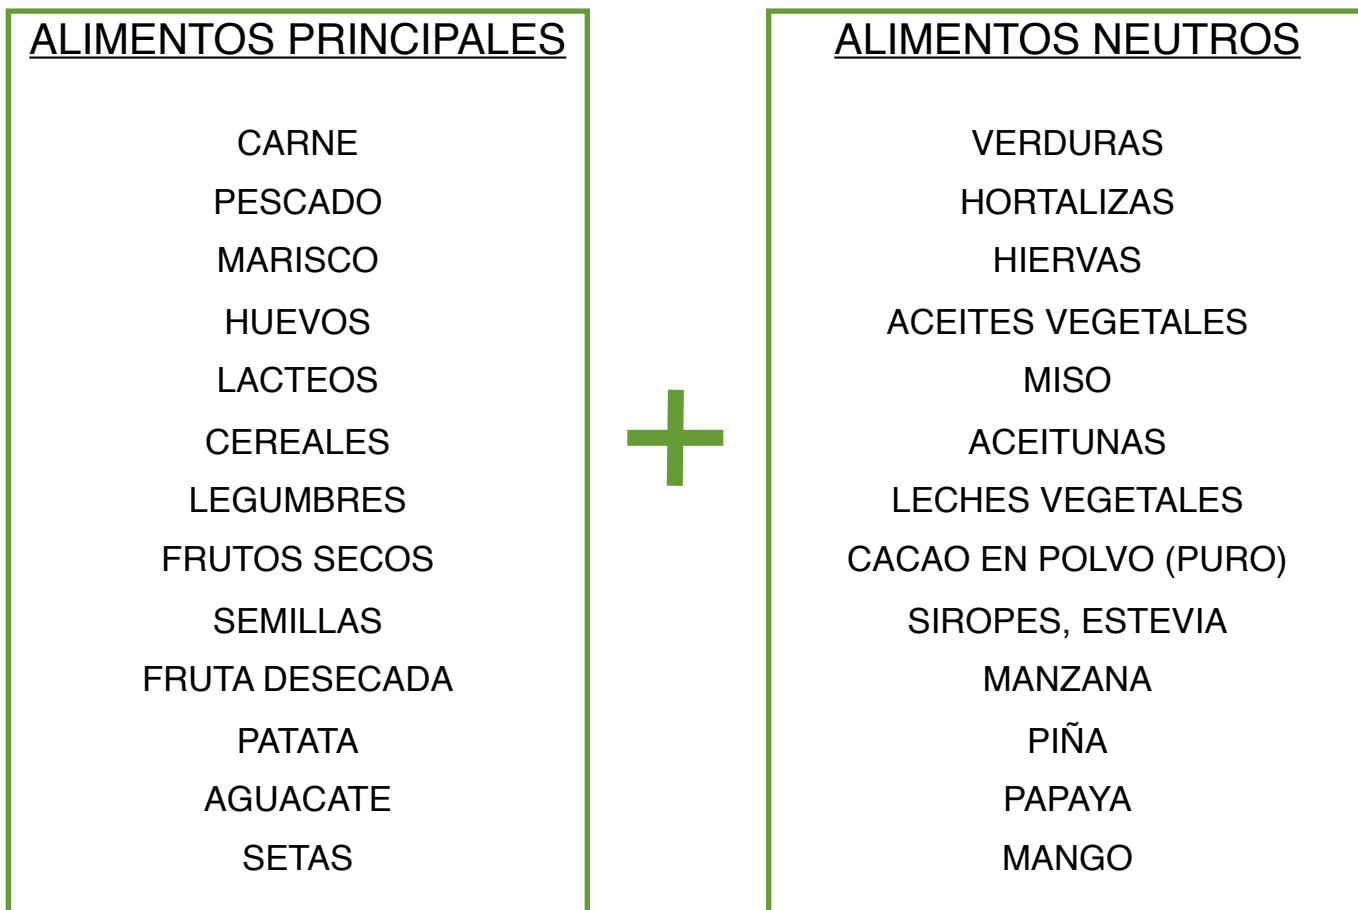 ALIMENTOS PRINCIPALES
CARNE
PESCADO
MARISCO
HUEVOS
LACTEOS
CEREALES
LEGUMBRES
FRUTOS SECOS
SEMILLAS
FRUTA DESECADA
PATATA
AGUACATE
SETAS
+
ALIMENTOS NEUTROS
VERDURAS
HORTALIZAS
HIERVAS
ACEITES VEGETALES
MISO
ACEITUNAS
LECHES VEGETALES
CACAO EN POLVO (PURO)
SIROPES, ESTEVIA
MANZANA
PIÑA
PAPAYA
MANGO